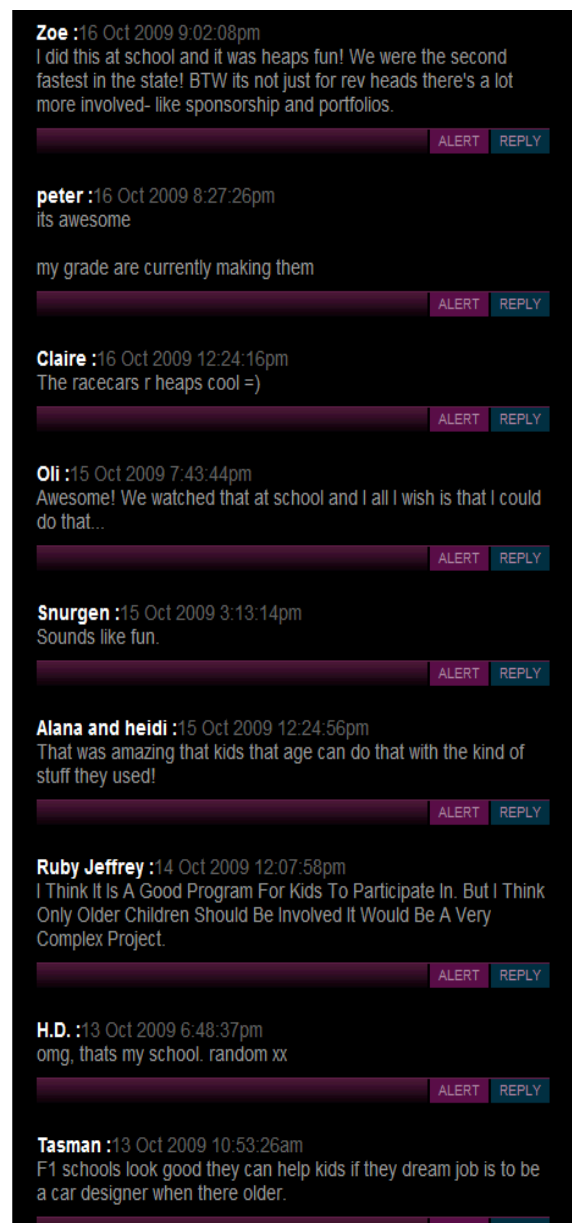 Zoe :16 Oct 2009 9:02:08pm
I did this at school and it was heaps fun! We were the second
fastest in the state! BTW its not just for rev heads there's a lot
more involved- like sponsorship and portfolios.
ALERT REPLY
peter :16 Oct 2009 8:27:26pm
its awesome
my grade are currently making them
ALERT REPLY
Claire :16 Oct 2009 12:24:16pm
The racecars r heaps cool =)
ALERT REPLY
Oli :15 Oct 2009 7:43:44pm
Awesome! We watched that at school and I all I wish is that I could
do that...
ALERT REPLY
Snurgen :15 Oct 2009 3:13:14pm
Sounds like fun.
ALERT REPLY
Alana and heidi :15 Oct 2009 12:24:56pm
That was amazing that kids that age can do that with the kind of
stuff they used!
ALERT REPLY
Ruby Jeffrey :14 Oct 2009 12:07:58pm
I Think It Is A Good Program For Kids To Participate In. But I Think
Only Older Children Should Be Involved It Would Be A Very
Complex Project.
ALERT REPLY
H.D. :13 Oct 2009 6:48:37pm
omg, thats my school. random xx
ALERT REPLY
Tasman :13 Oct 2009 10:53:26am
F1 schools look good they can help kids if they dream job is to be
a car designer when there older.